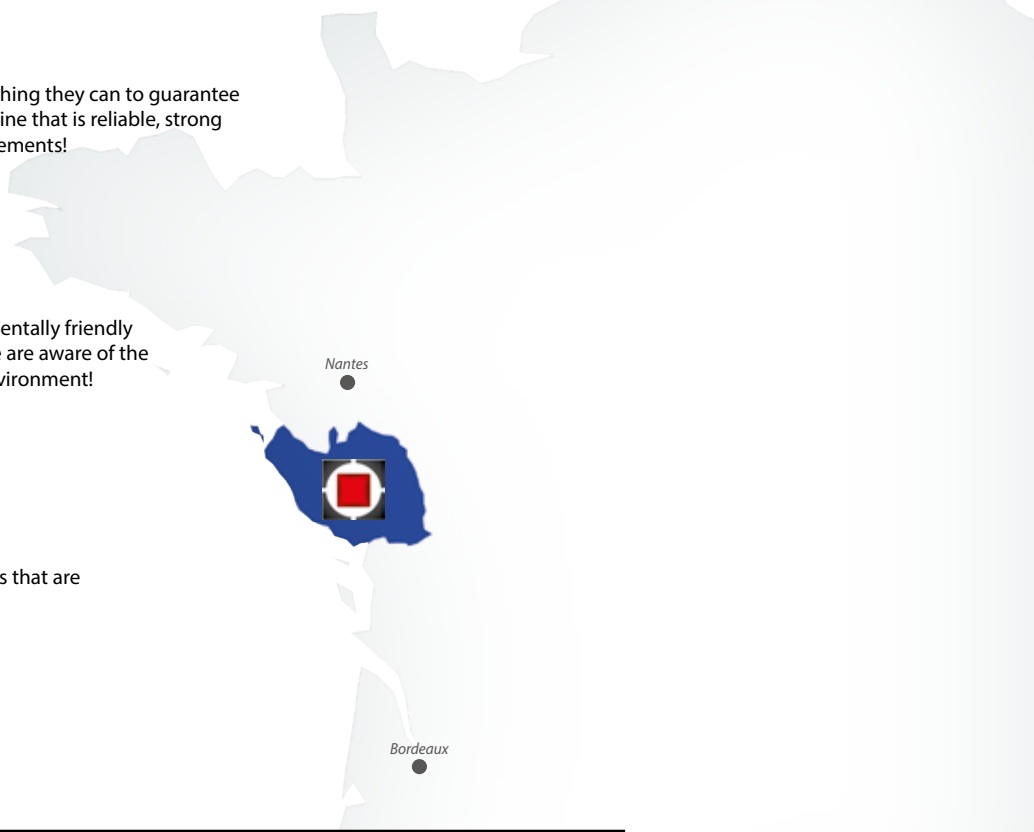 hing they can to guarantee
ine that is reliable, strong
ements!
entally friendly
e are aware of the
vironment!
Nantes
s that are
Bordeaux